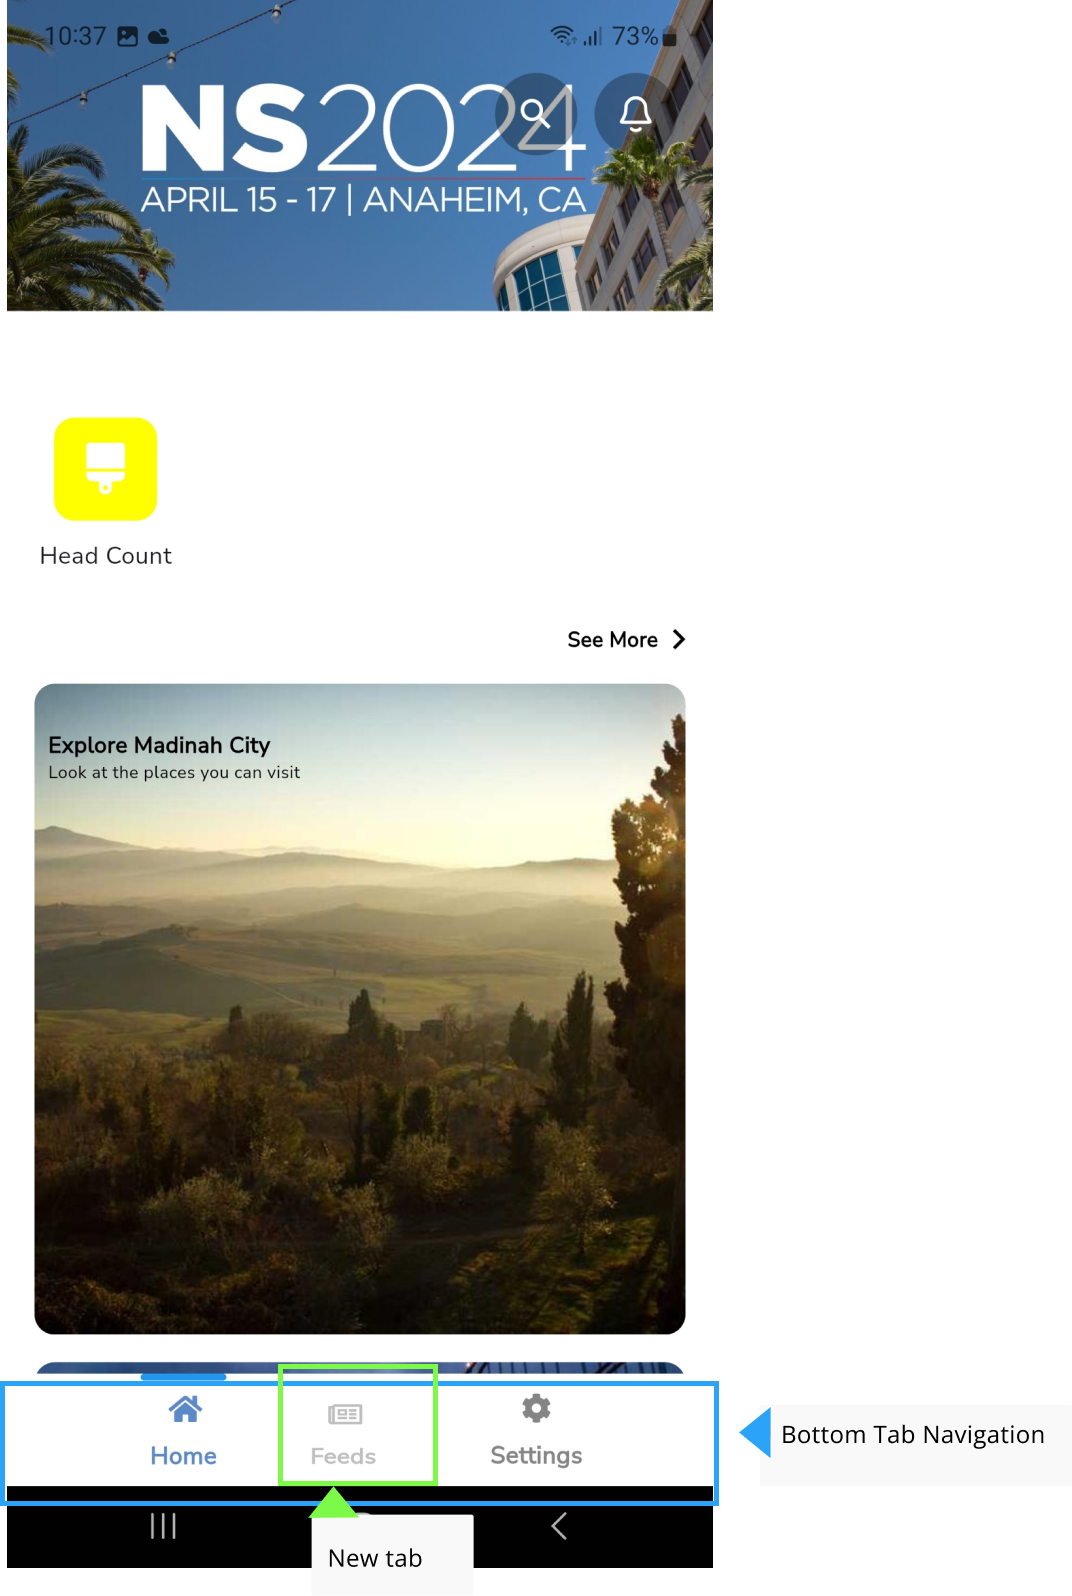 10:37
73%
NS2024
APRIL 15 - 17 | ANAHEIM, CA
Head Count
See More
Explore Madinah City
Look at the places you can visit
Home
Feeds
Settings
Bottom Tab Navigation
New tab